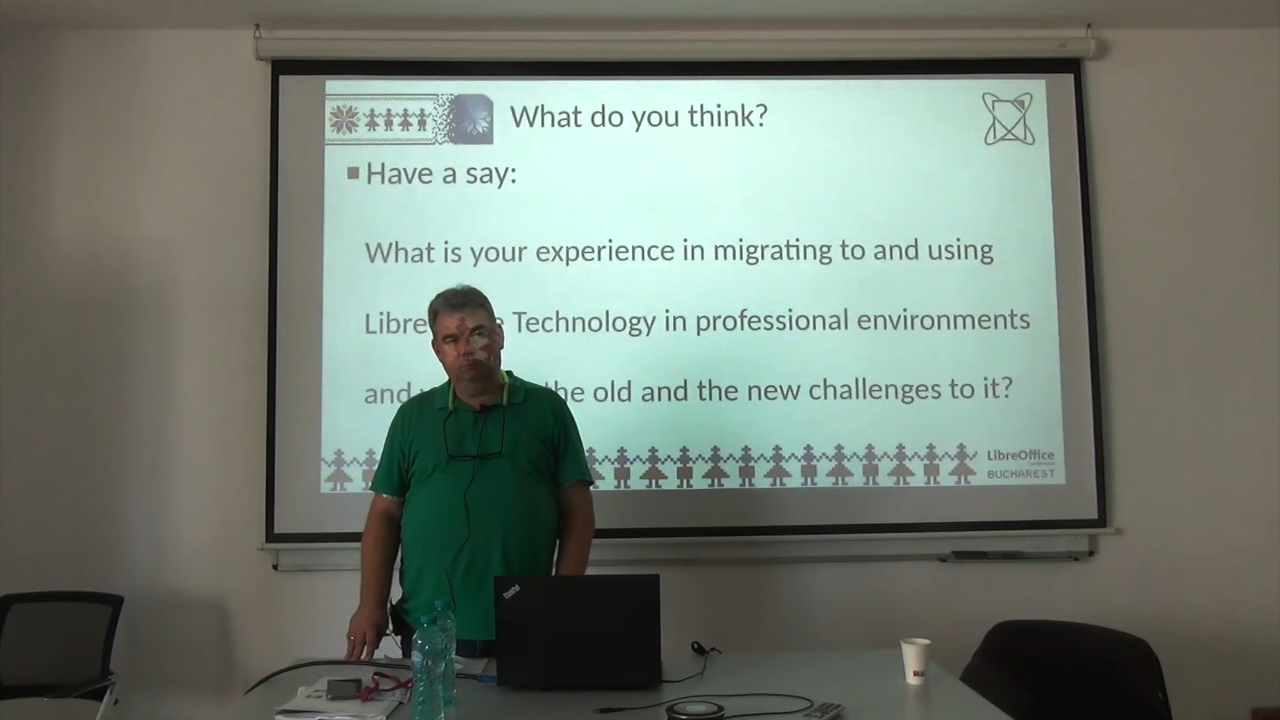 What do you think?
Have a say:
What is your experience in migrating to and using
Libre Technology in professional environments
and the old and the new challenges to it?
LibreOffice
BUCHAREST
ThinkPad